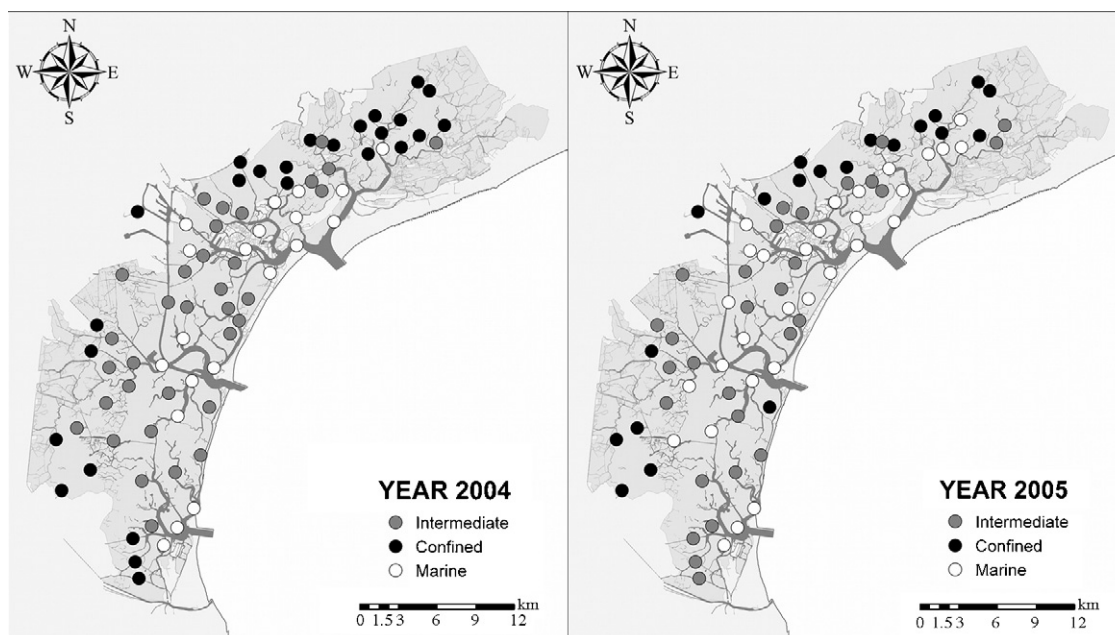 N
W E
S
YEAR 2004
Intermediate
Confined
Marine
km
0 1.5 3 6 9 12
N
W E
S
YEAR 2005
Intermediate
Confined
Marine
km
0 1.5 3 6 9 12